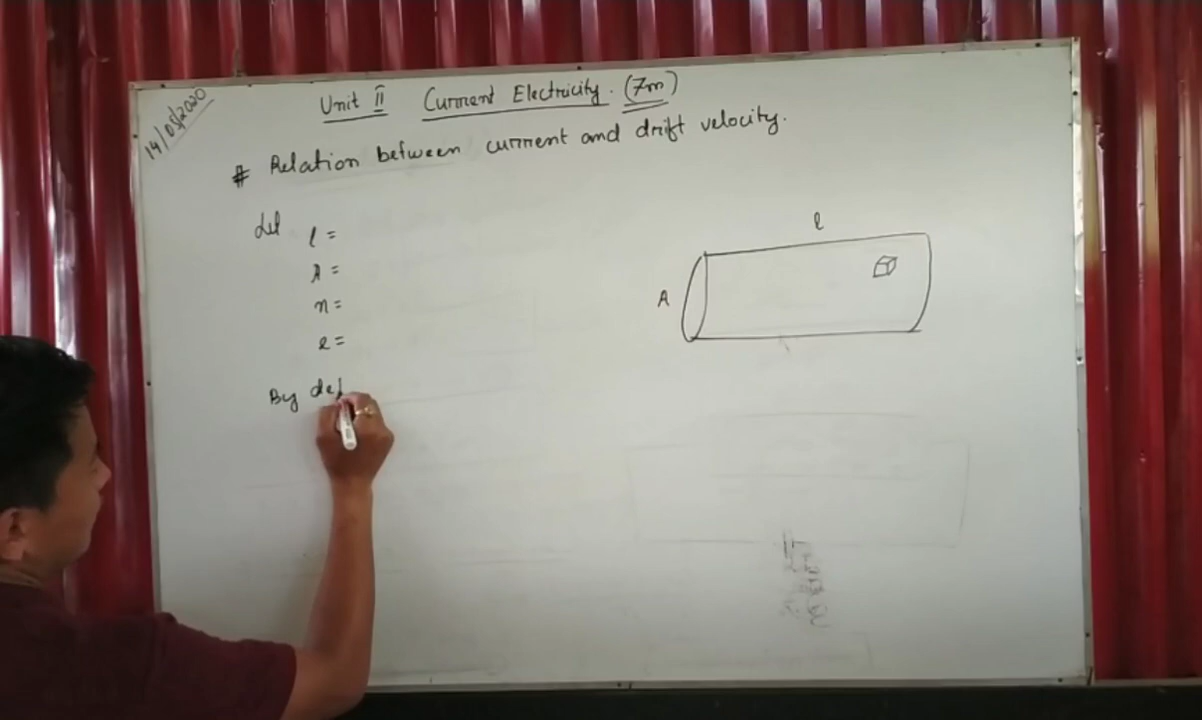 14/05/2020
Unit II Current Electricity. (7m)
# Relation between current and drift velocity.
Let l =
A =
n =
e =
By def
l
A